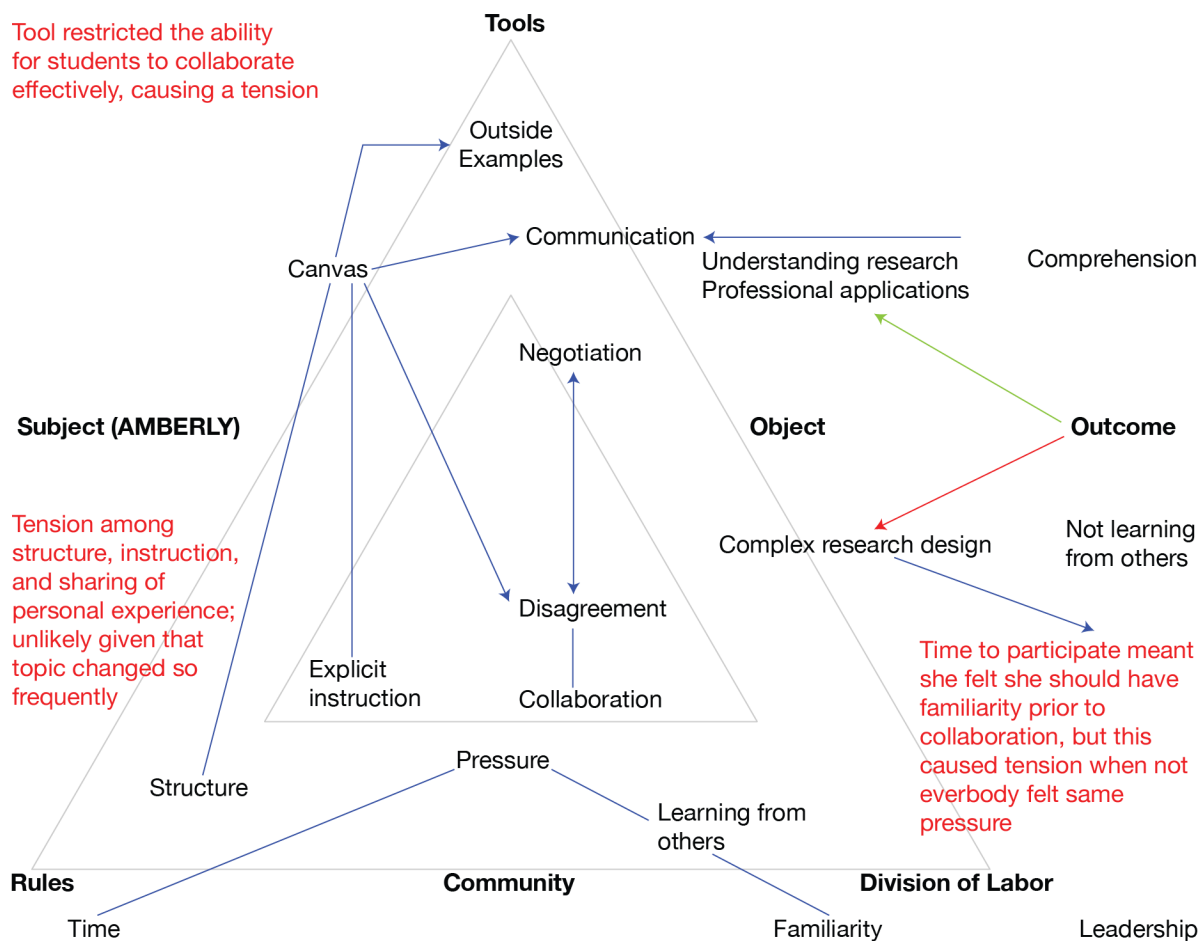 Tools
Tool restricted the ability
for students to collaborate
effectively, causing a tension
Outside
Examples
Communication
Canvas
Understanding research
Professional applications
Comprehension
Negotiation
Subject (AMBERLY)
Object
Outcome
Tension among
structure, instruction,
and sharing of
personal experience;
unlikely given that
topic changed so
frequently
Complex research design
Not learning
from others
Disagreement
Explicit
instruction
Collaboration
Time to participate meant
she felt she should have
familiarity prior to
collaboration, but this
caused tension when not
everbody felt same
pressure
Pressure
Structure
Learning from
others
Rules
Community
Division of Labor
Time
Familiarity
Leadership